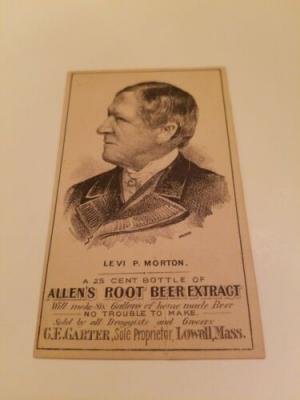 LEVI P. MORTON.
A 25 CENT BOTTLE OF
ALLEN'S ROOT BEER EXTRACT
Will make Six Gallons of home made Beer
NO TROUBLE TO MAKE.
Sold by all Druggists and Grocers
C.E.CARTER, Sole Proprietor, Lowell, Mass.